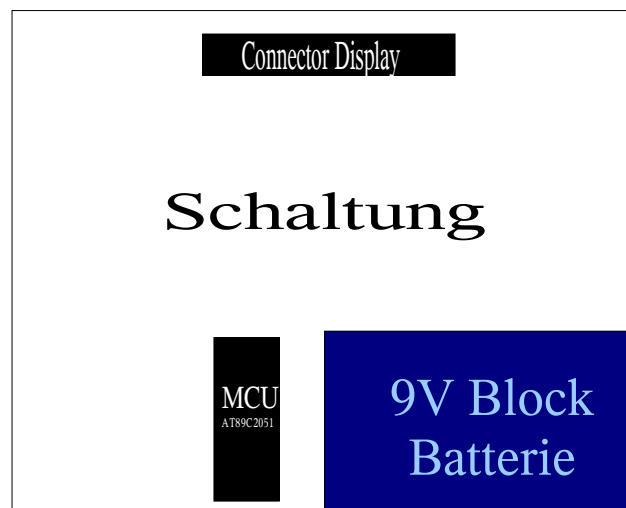 Connector Display
Schaltung
MCU
AT89C2051
9V Block
Batterie